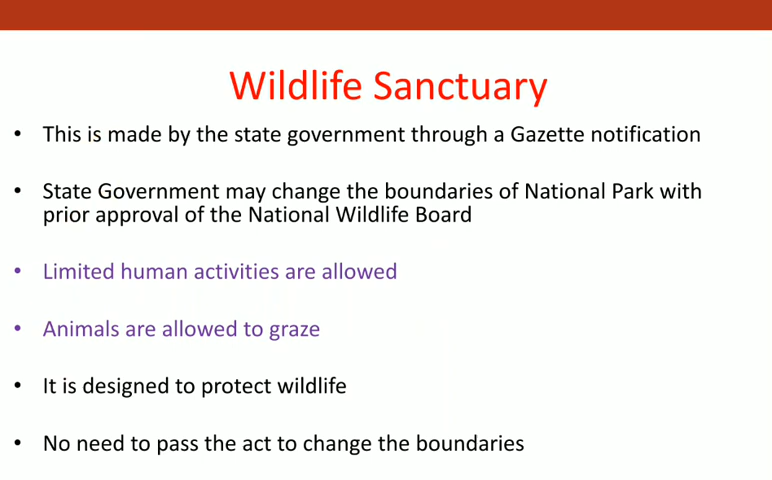 Wildlife Sanctuary
• This is made by the state government through a Gazette notification
• State Government may change the boundaries of National Park with
prior approval of the National Wildlife Board
• Limited human activities are allowed
• Animals are allowed to graze
• It is designed to protect wildlife
• No need to pass the act to change the boundaries